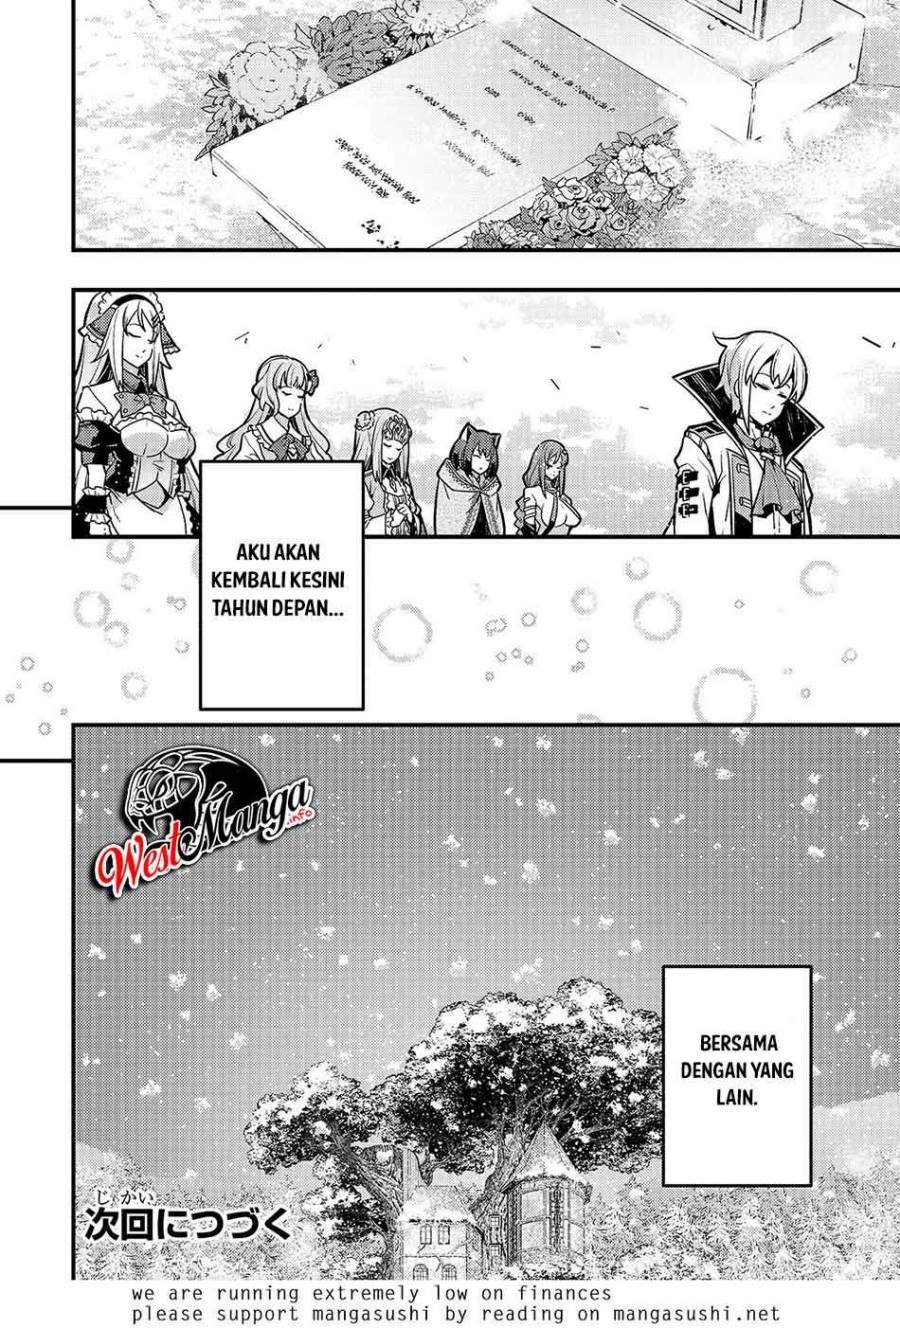 AKU AKAN
KEMBALI KESINI
TAHUN DEPAN...
WestManga
.info
BERSAMA
DENGAN YANG
LAIN.
じかい
次回につづく
we are running extremely low on finances
please support mangasushi by reading on mangasushi.net